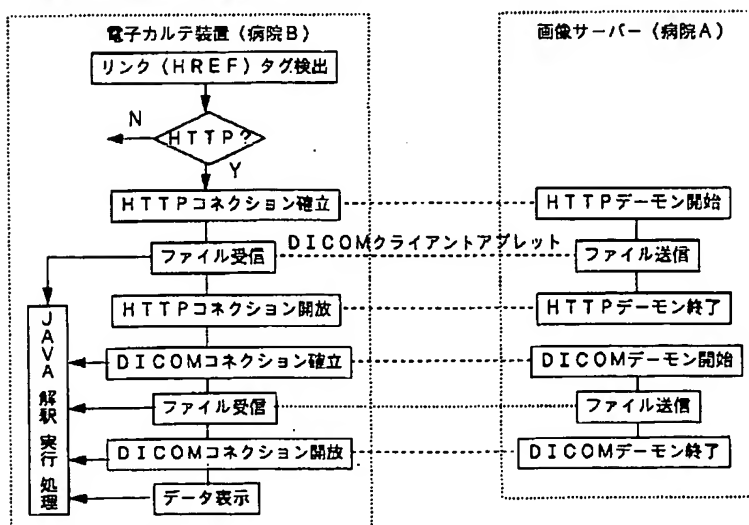 電子カルテ装置（病院B）
画像サーバー（病院A）
リンク（HREF）タグ検出
N
HTTP?
Y
HTTPコネクション確立
HTTPデーモン開始
DICOMクライアントアプレット
ファイル受信
ファイル送信
HTTPコネクション開放
HTTPデーモン終了
JAVA 解釈 実行 処理
DICOMコネクション確立
DICOMデーモン開始
ファイル受信
ファイル送信
DICOMコネクション開放
DICOMデーモン終了
データ表示